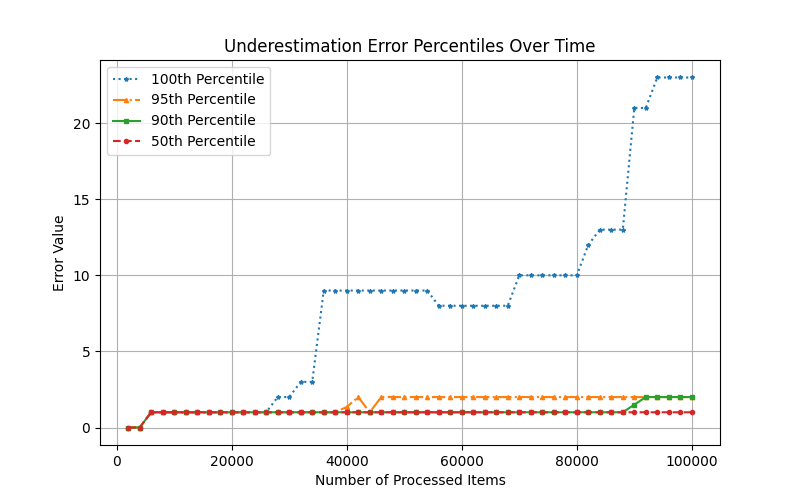 Underestimation Error Percentiles Over Time
100th Percentile
95th Percentile
90th Percentile
50th Percentile
Error Value
20
15
10
5
0
0 20000 40000 60000 80000 100000
Number of Processed Items